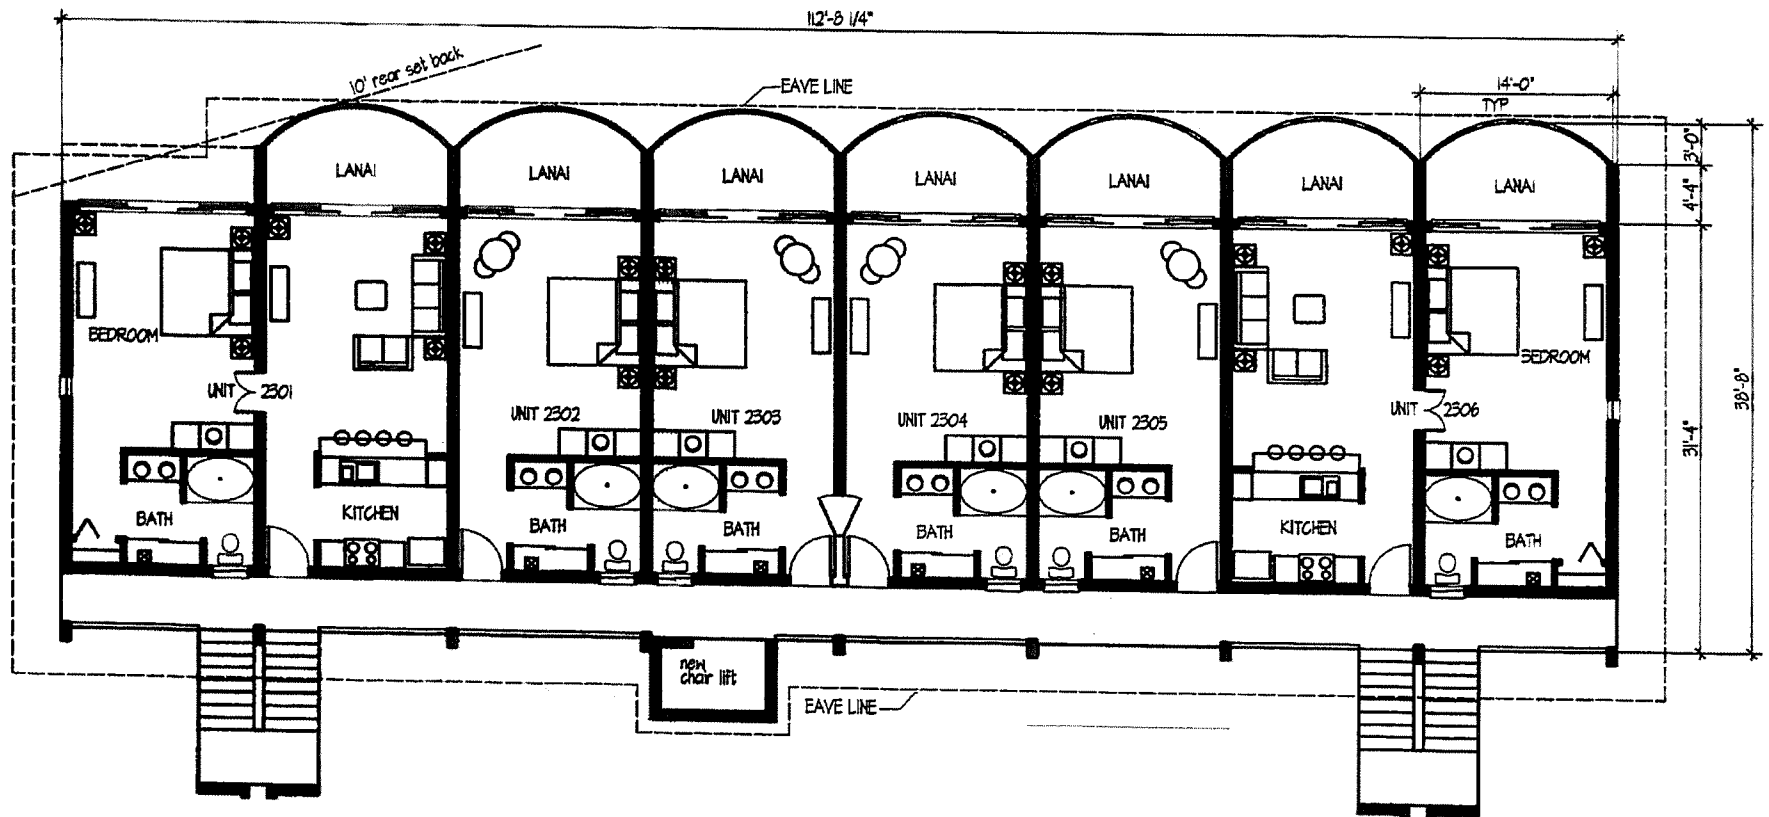 112'-8 1/4"
10' rear set back
EAVE LINE
14'-0"
TYP
3'-0"
LANAI
LANAI
LANAI
LANAI
LANAI
LANAI
LANAI
4'-4"
BEDROOM
BEDROOM
UNIT 2301
UNIT 2302
UNIT 2303
UNIT 2304
UNIT 2305
UNIT 2306
38'-8"
31'-4"
BATH
KITCHEN
BATH
BATH
BATH
BATH
KITCHEN
BATH
new
chair lift
EAVE LINE